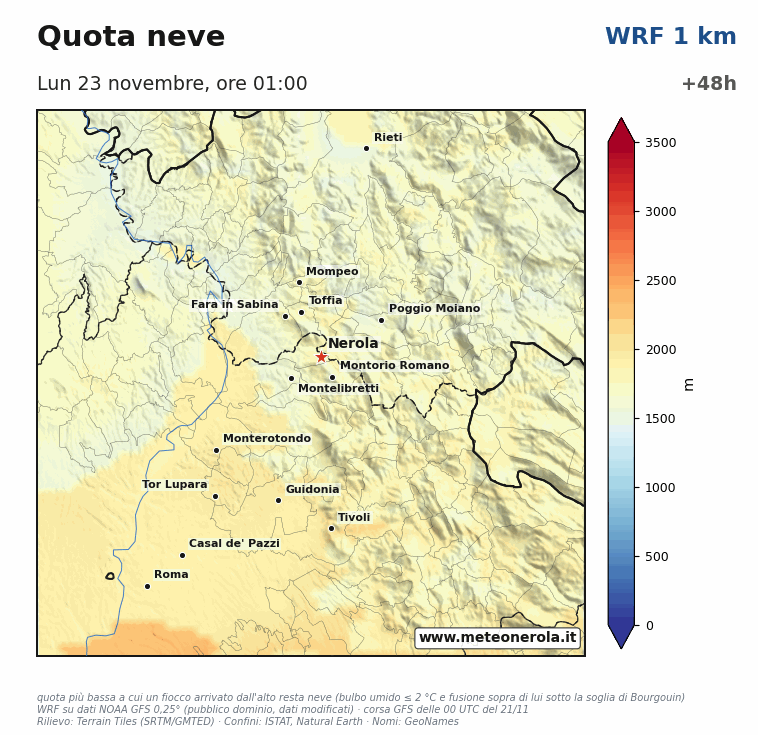 Quota neve
WRF 1 km
Lun 23 novembre, ore 01:00
+48h
Rieti
Mompeo
Toffia
Fara in Sabina
Poggio Moiano
Nerola
Montorio Romano
Montelibretti
Monterotondo
Tor Lupara
Guidonia
Tivoli
Casal de' Pazzi
Roma
www.meteonerola.it
3500
3000
2500
2000
1500
1000
500
0
m
quota più bassa a cui un fiocco arrivato dall'alto resta neve (bulbo umido ≤ 2 °C e fusione sopra di lui sotto la soglia di Bourgouin)
WRF su dati NOAA GFS 0,25° (pubblico dominio, dati modificati) · corsa GFS delle 00 UTC del 21/11
Rilievo: Terrain Tiles (SRTM/GMTED) · Confini: ISTAT, Natural Earth · Nomi: GeoNames